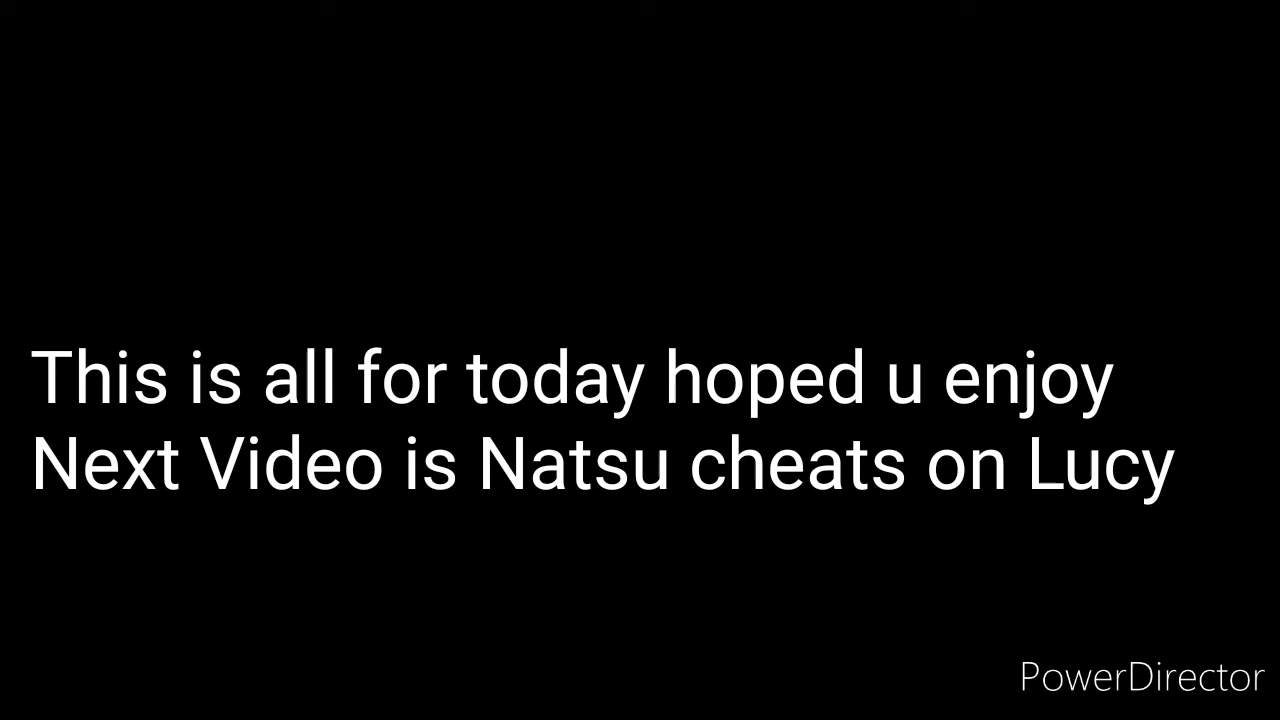 This is all for today hoped u enjoy
Next Video is Natsu cheats on Lucy
PowerDirector